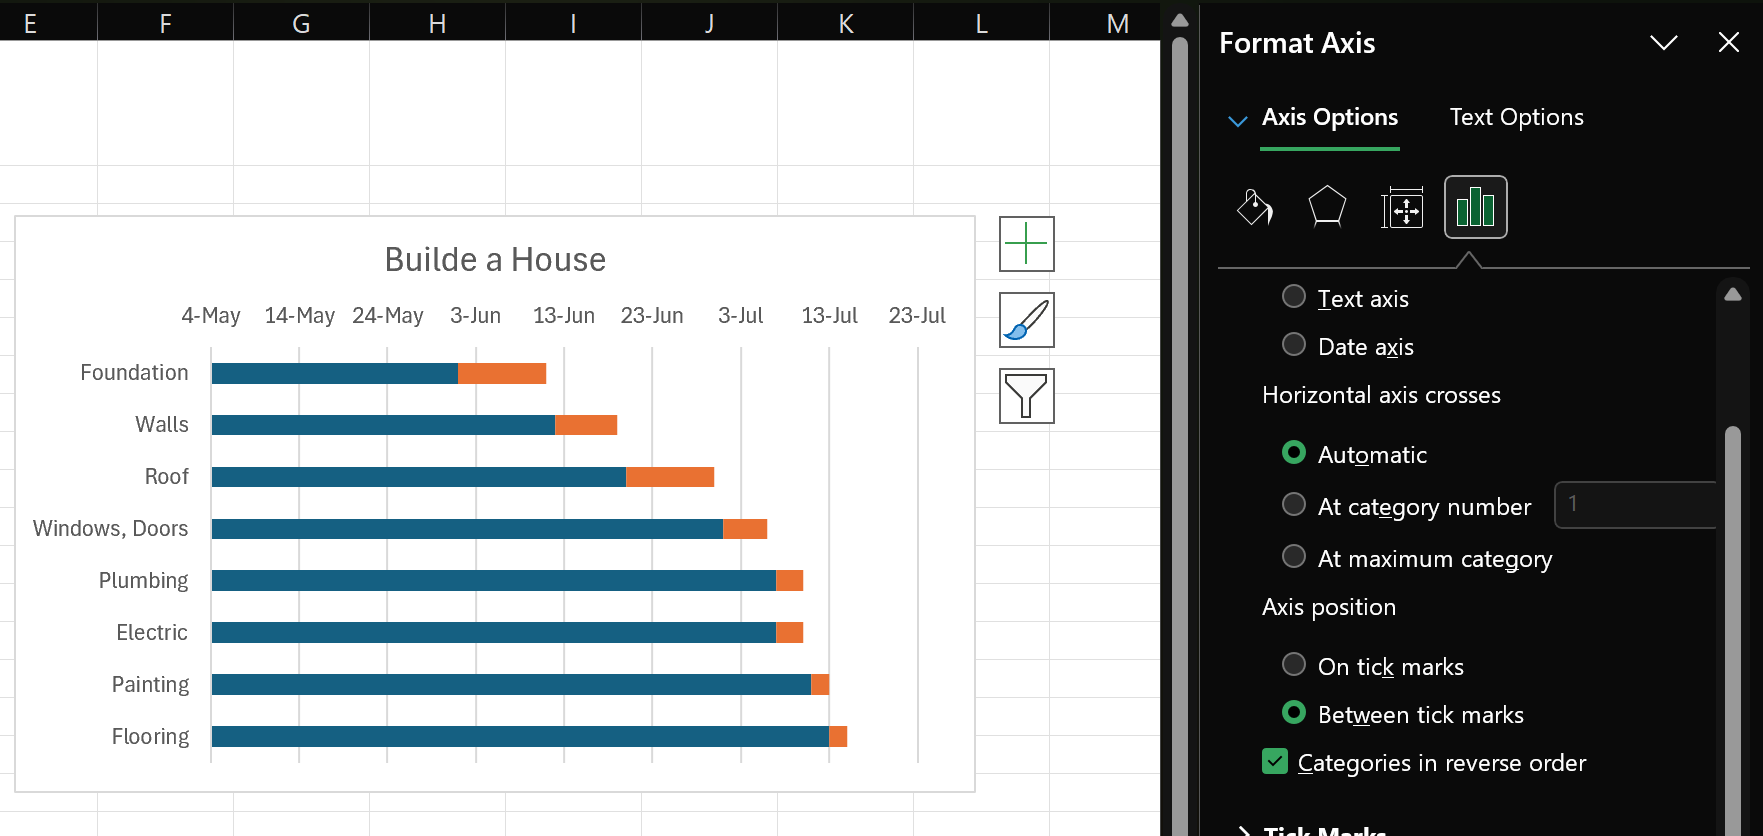 E F G H I J K L M
Format Axis
Axis Options Text Options
Builde a House
4-May 14-May 24-May 3-Jun 13-Jun 23-Jun 3-Jul 13-Jul 23-Jul
Foundation
Walls
Roof
Windows, Doors
Plumbing
Electric
Painting
Flooring
Text axis
Date axis
Horizontal axis crosses
Automatic
At category number 1
At maximum category
Axis position
On tick marks
Between tick marks
Categories in reverse order
Tick Marks